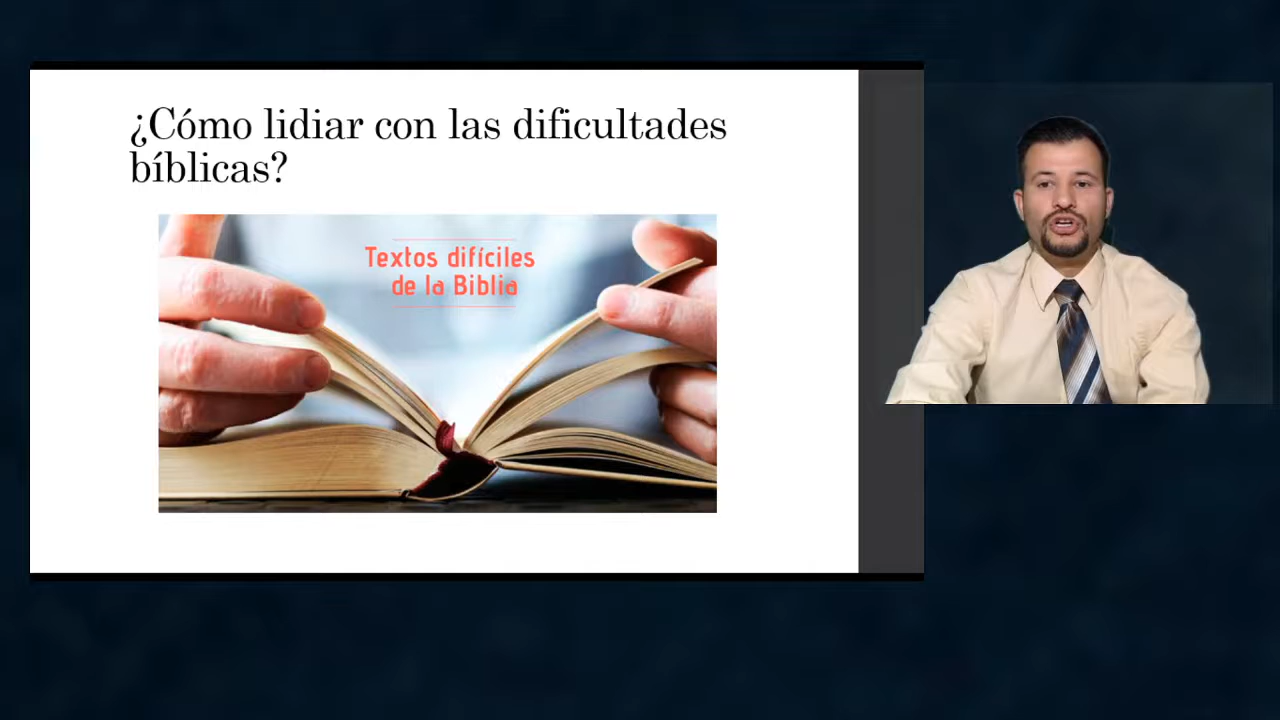 ¿Cómo lidiar con las dificultades
bíblicas?
Textos difíciles
de la Biblia